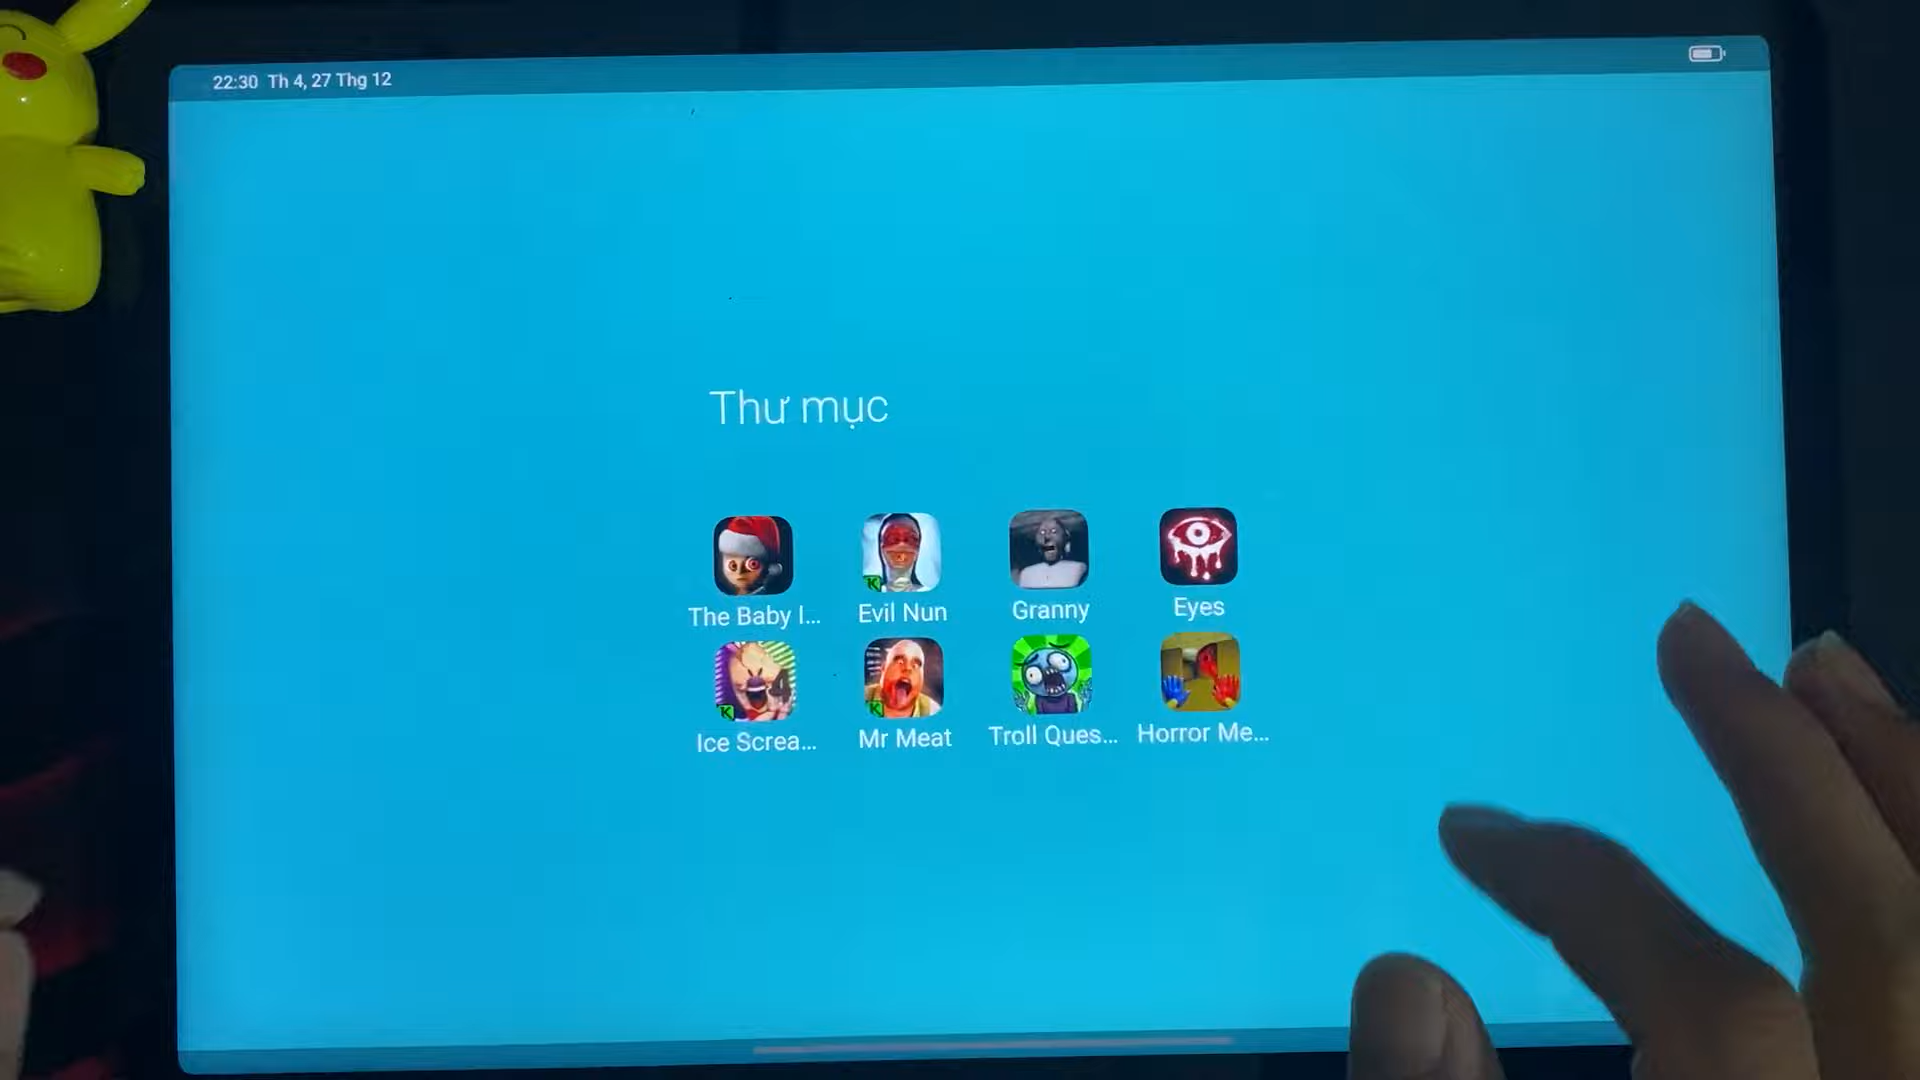 22:30 Th 4, 27 Thg 12
Thư mục
The Baby I... Evil Nun Granny Eyes
Ice Screa... Mr Meat Troll Ques... Horror Me...